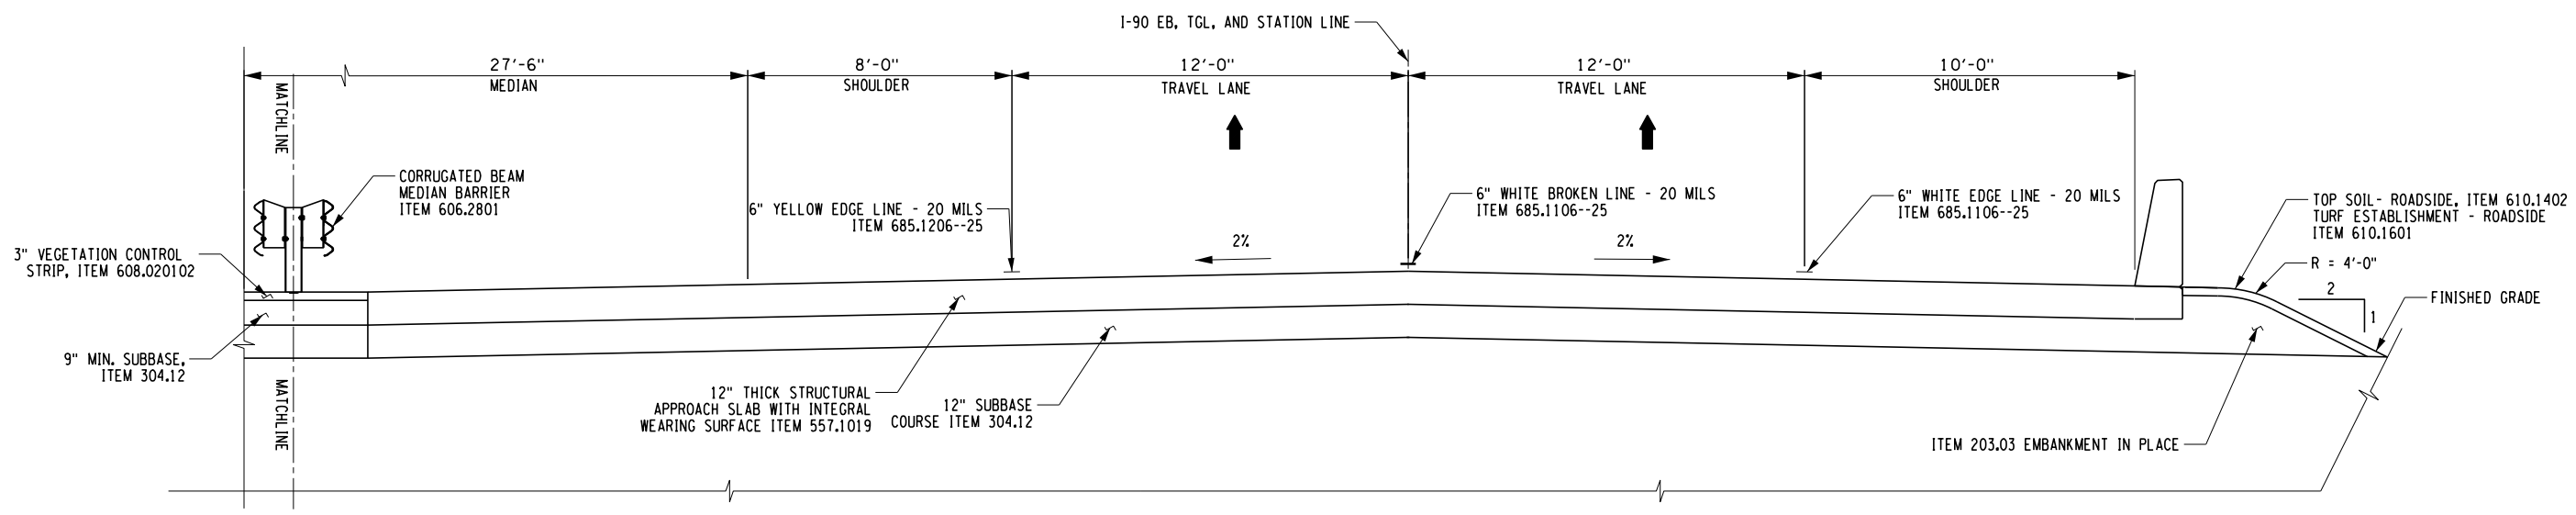 I-90 EB, TGL, AND STATION LINE
27'-6"
MEDIAN
8'-0"
SHOULDER
12'-0"
TRAVEL LANE
12'-0"
TRAVEL LANE
10'-0"
SHOULDER
MATCHLINE
CORRUGATED BEAM
MEDIAN BARRIER
ITEM 606.2801
6" YELLOW EDGE LINE - 20 MILS
ITEM 685.1206--25
6" WHITE BROKEN LINE - 20 MILS
ITEM 685.1106--25
6" WHITE EDGE LINE - 20 MILS
ITEM 685.1106--25
TOP SOIL- ROADSIDE, ITEM 610.1402
TURF ESTABLISHMENT - ROADSIDE
ITEM 610.1601
3" VEGETATION CONTROL
STRIP, ITEM 608.020102
2%
2%
R = 4'-0"
2
1
FINISHED GRADE
9" MIN. SUBBASE,
ITEM 304.12
MATCHLINE
12" THICK STRUCTURAL
APPROACH SLAB WITH INTEGRAL
WEARING SURFACE ITEM 557.1019
12" SUBBASE
COURSE ITEM 304.12
ITEM 203.03 EMBANKMENT IN PLACE